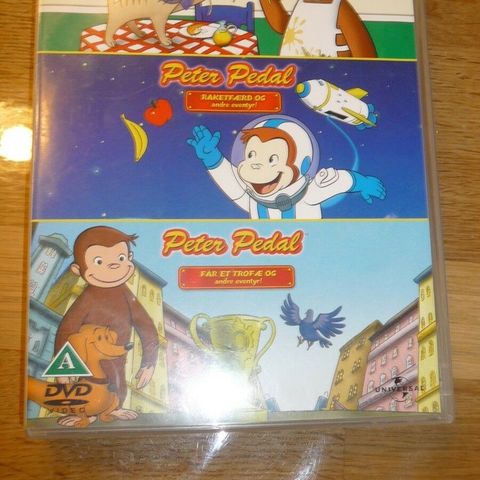 Peter Pedal
RAKETFÆRD OG
andre eventyr!
Peter Pedal
FÅR ET TROFÆ OG
andre eventyr!
A
DVD
VIDEO
UNIVERSAL